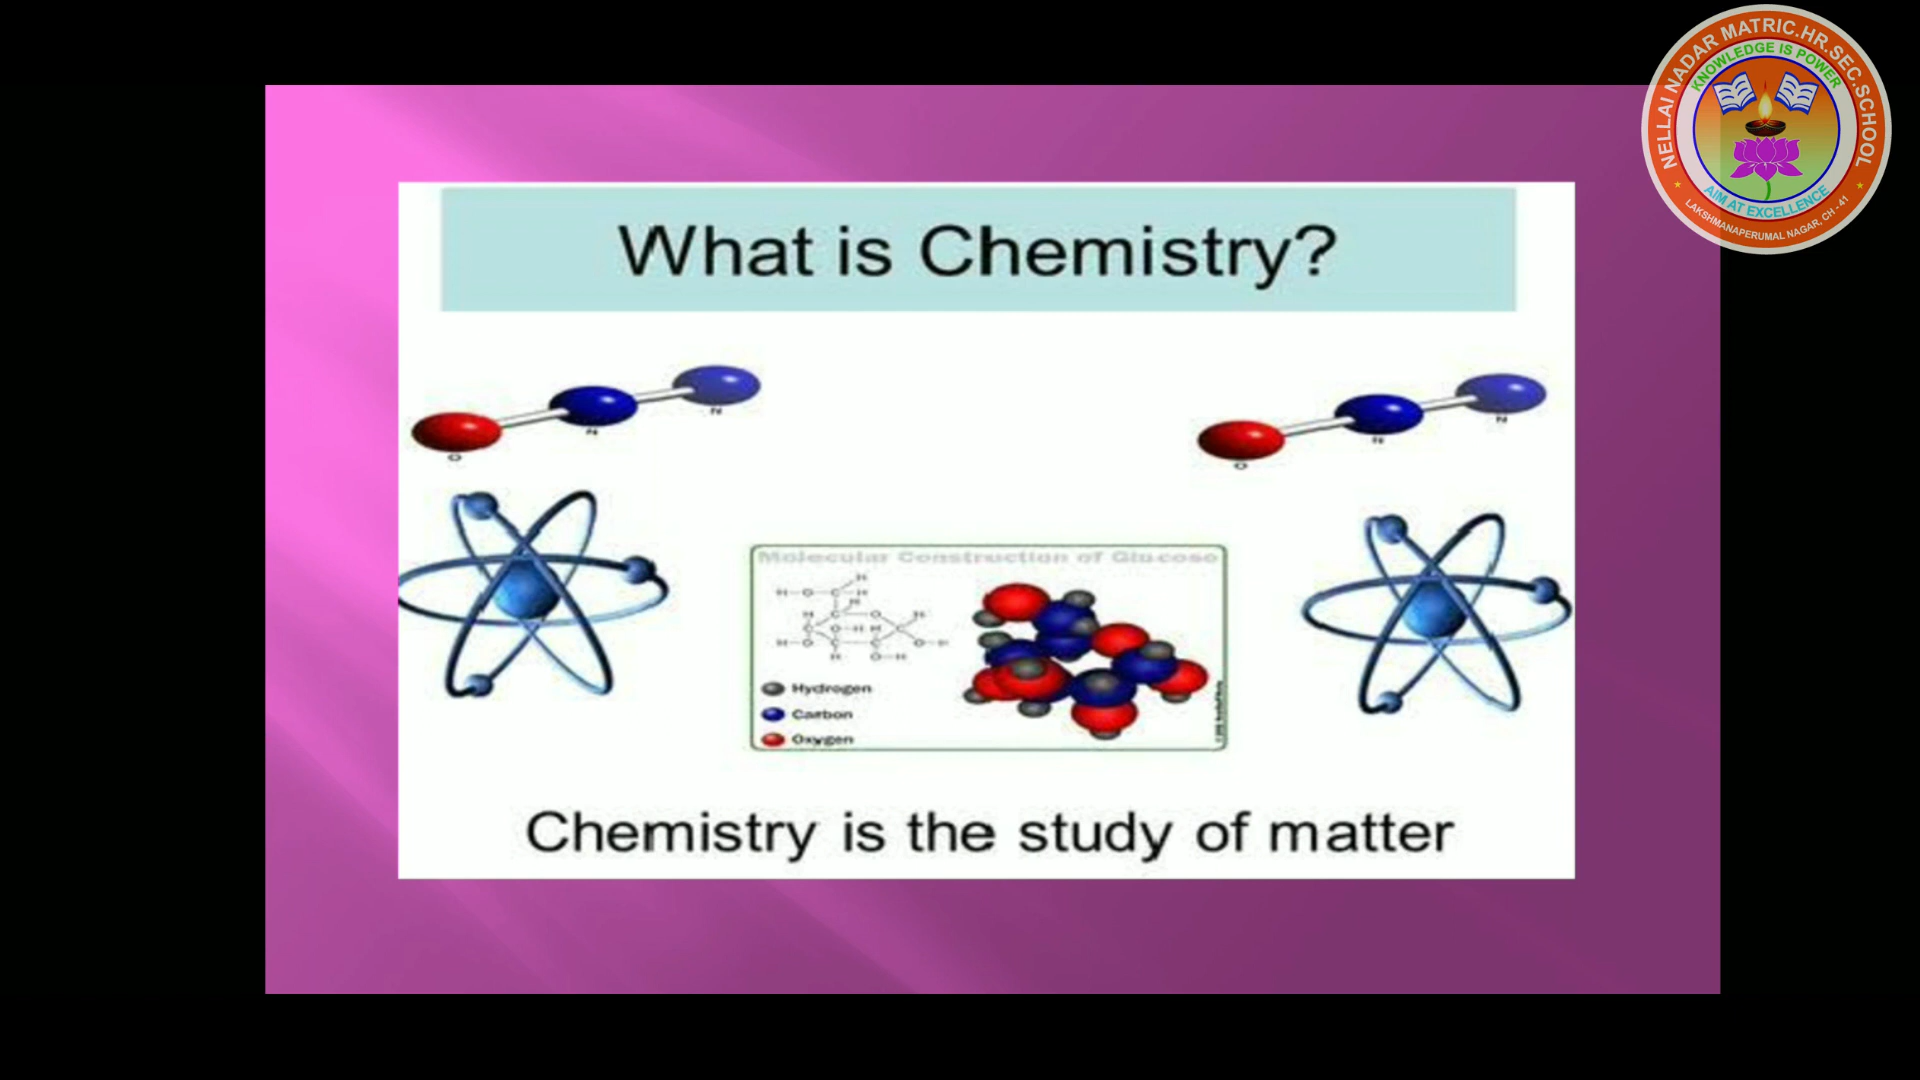 NELLAI NADAR MATRIC.HR.SEC.SCHOOL
KNOWLEDGE IS POWER
AIM AT EXCELLENCE
LAKSHMANAPERUMAL NAGAR, CH - 41
What is Chemistry?
N
N
O
N
N
O
Molecular Construction of Glucose
Hydrogen
Carbon
Oxygen
Chemistry is the study of matter